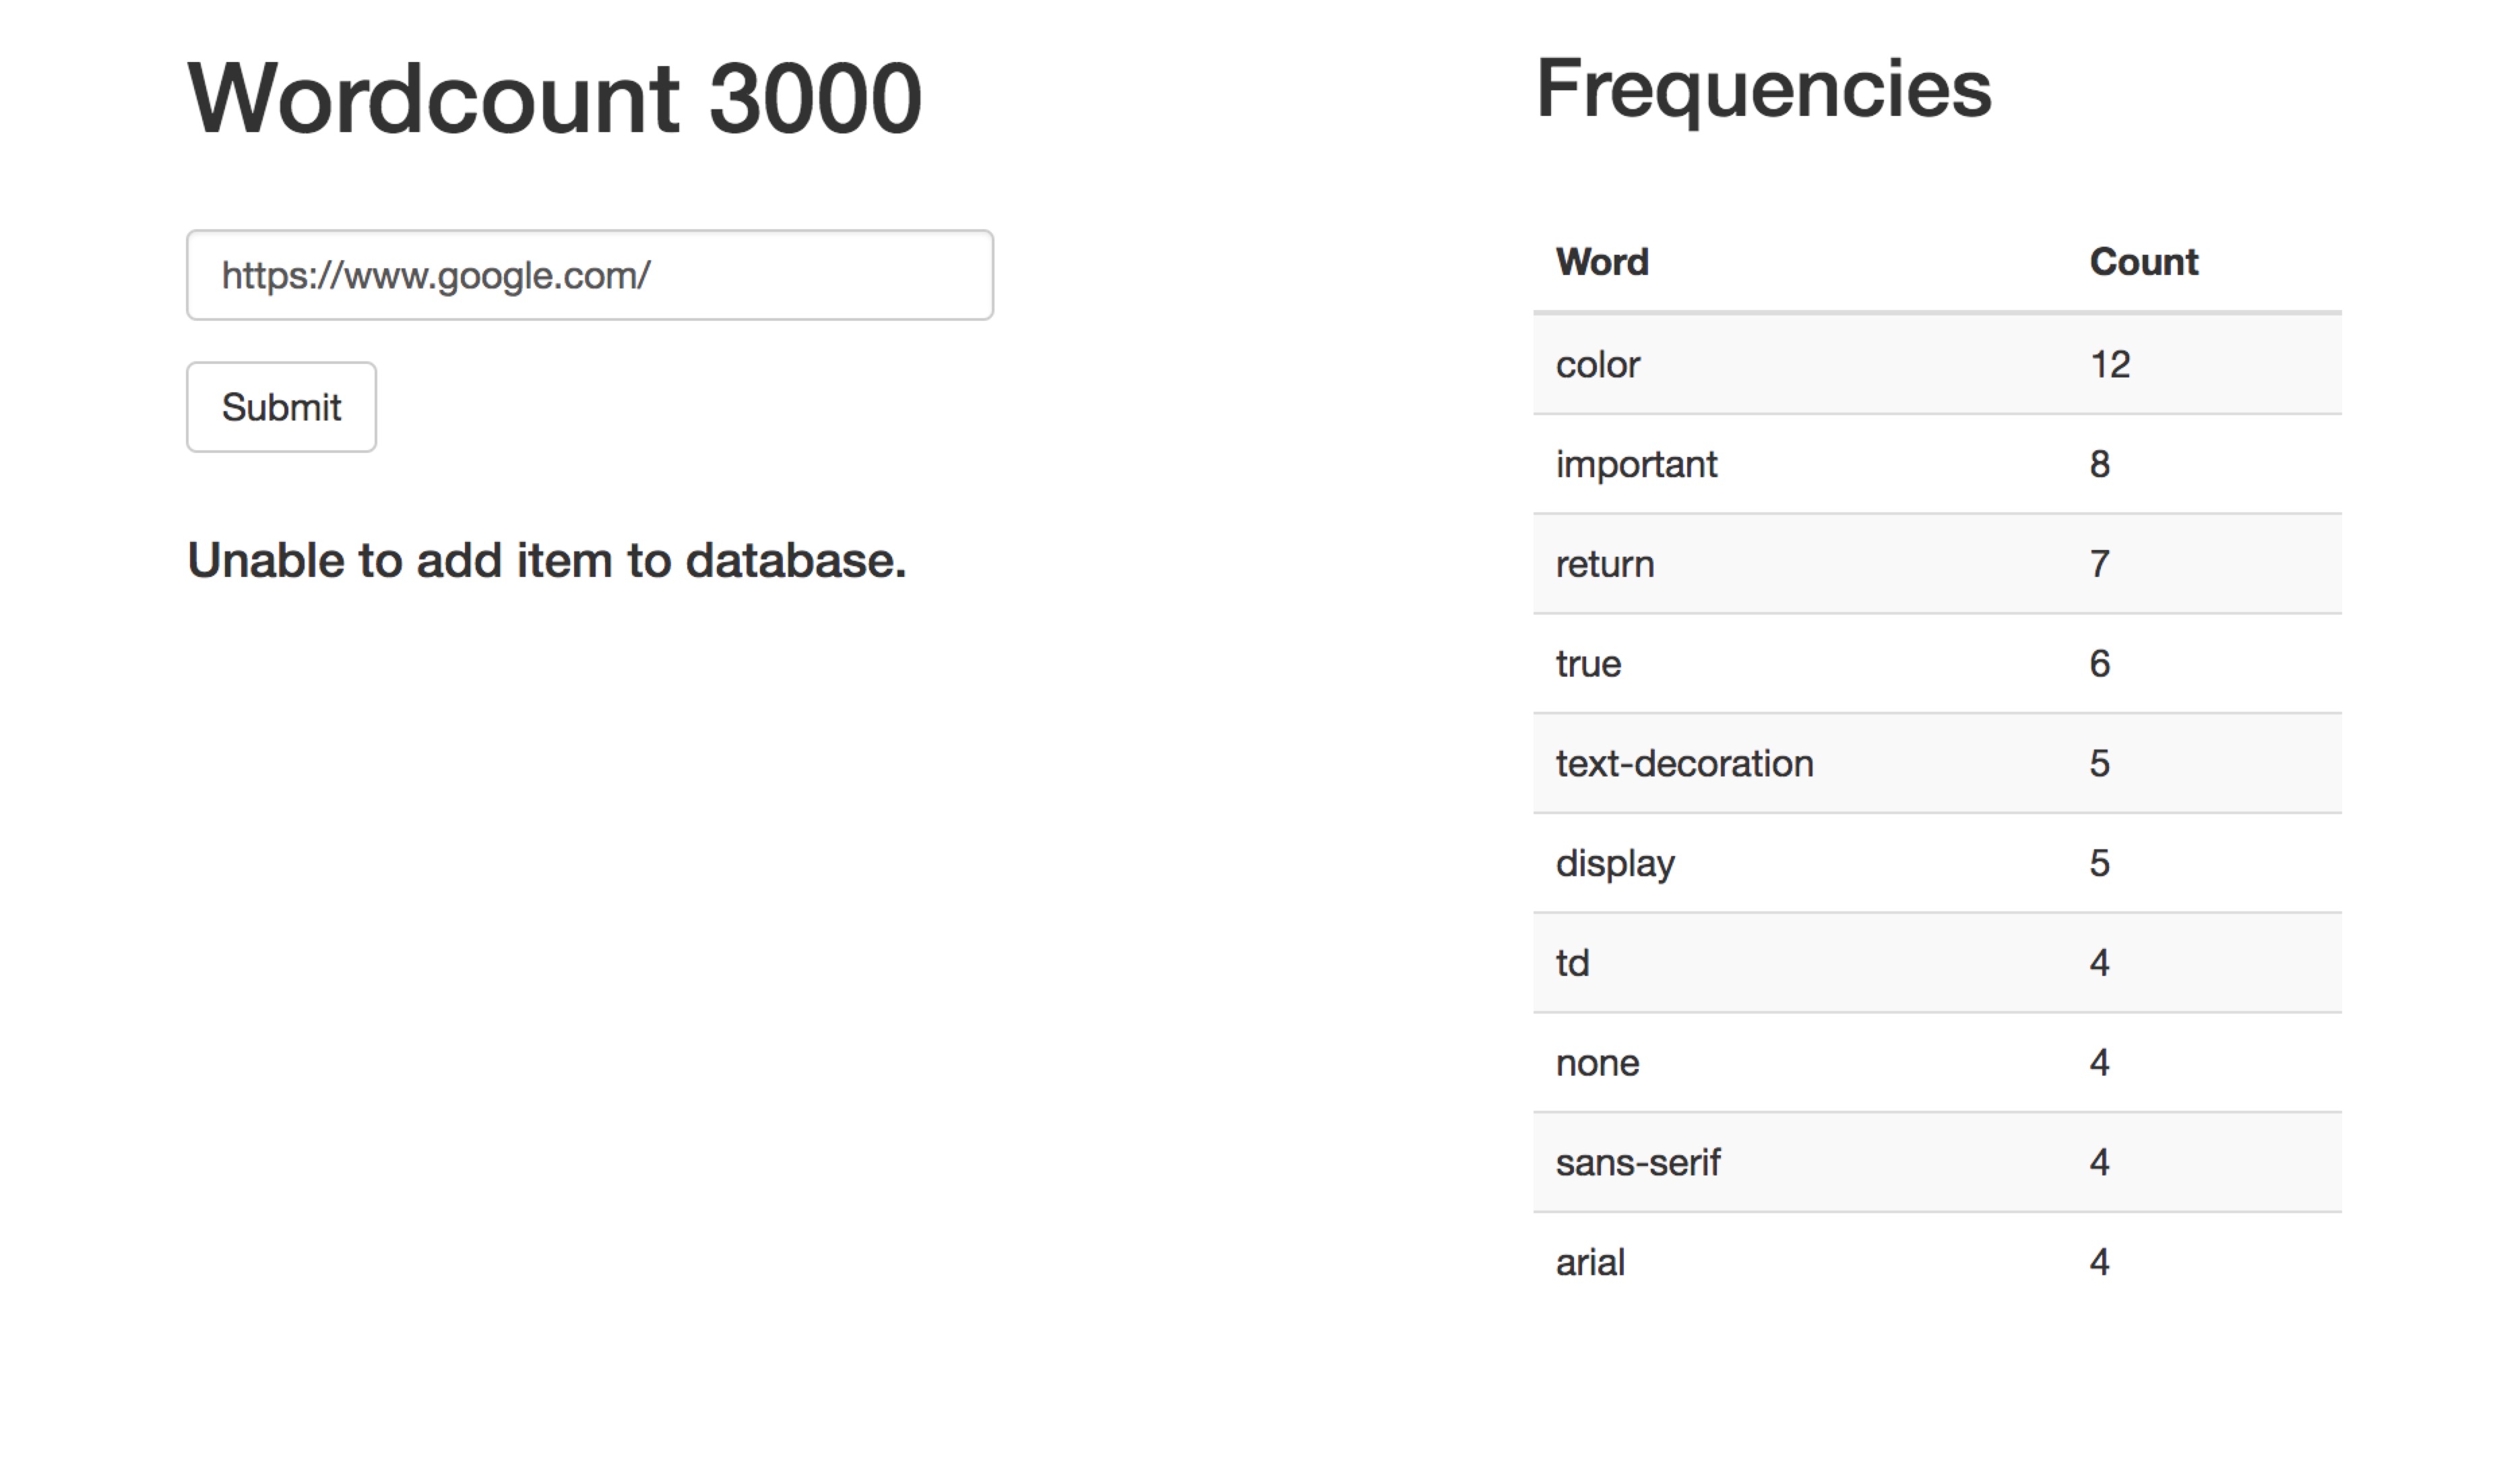 Wordcount 3000
https://www.google.com/
Submit
Unable to add item to database.
Frequencies
Word Count
color 12
important 8
return 7
true 6
text-decoration 5
display 5
td 4
none 4
sans-serif 4
arial 4